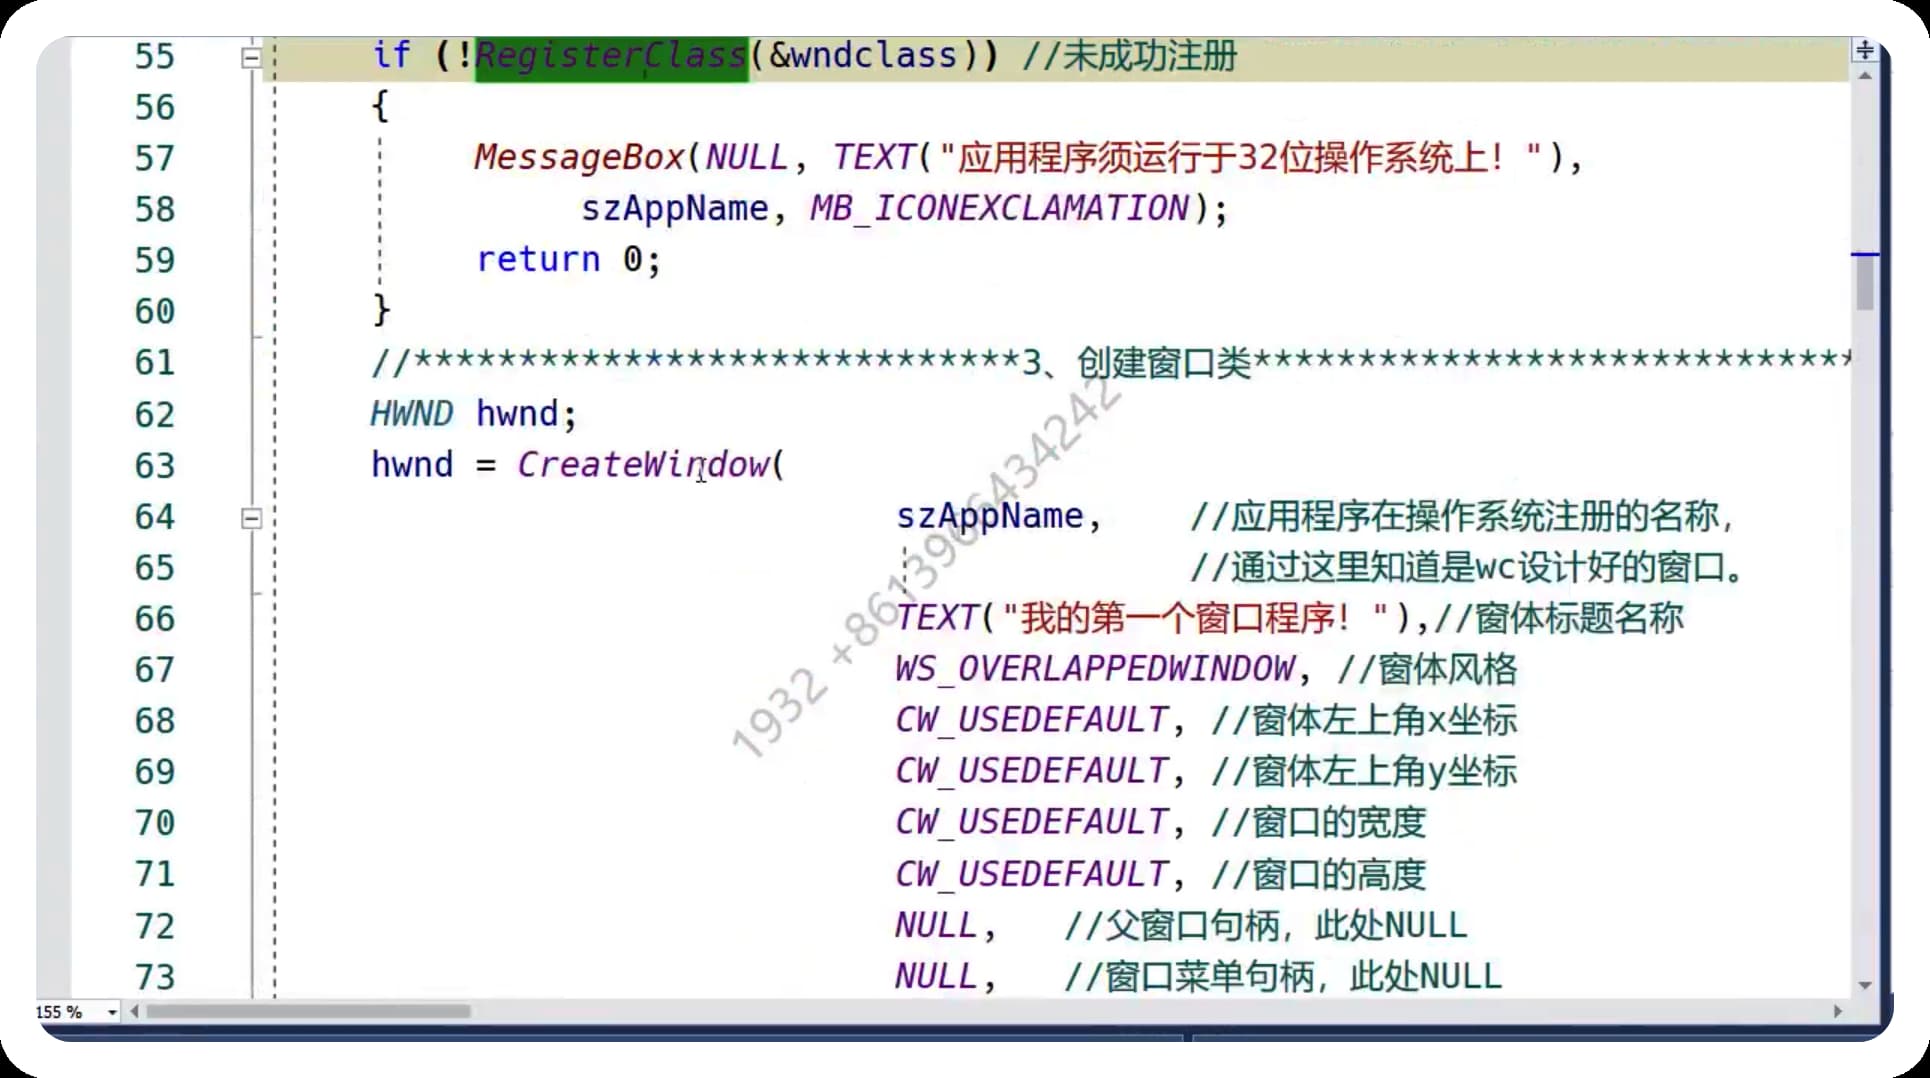 55 if (!RegisterClass(&wndclass)) //未成功注册
56 {
57 MessageBox(NULL, TEXT("应用程序须运行于32位操作系统上！"),
58 szAppName, MB_ICONEXCLAMATION);
59 return 0;
60 }
61 //*****************************3、创建窗口类*****************************
62 HWND hwnd;
63 hwnd = CreateWindow(
64 szAppName, //应用程序在操作系统注册的名称，
65 //通过这里知道是wc设计好的窗口。
66 TEXT("我的第一个窗口程序！"),//窗体标题名称
67 WS_OVERLAPPEDWINDOW, //窗体风格
68 CW_USEDEFAULT, //窗体左上角x坐标
69 CW_USEDEFAULT, //窗体左上角y坐标
70 CW_USEDEFAULT, //窗口的宽度
71 CW_USEDEFAULT, //窗口的高度
72 NULL, //父窗口句柄，此处NULL
73 NULL, //窗口菜单句柄，此处NULL
155 %